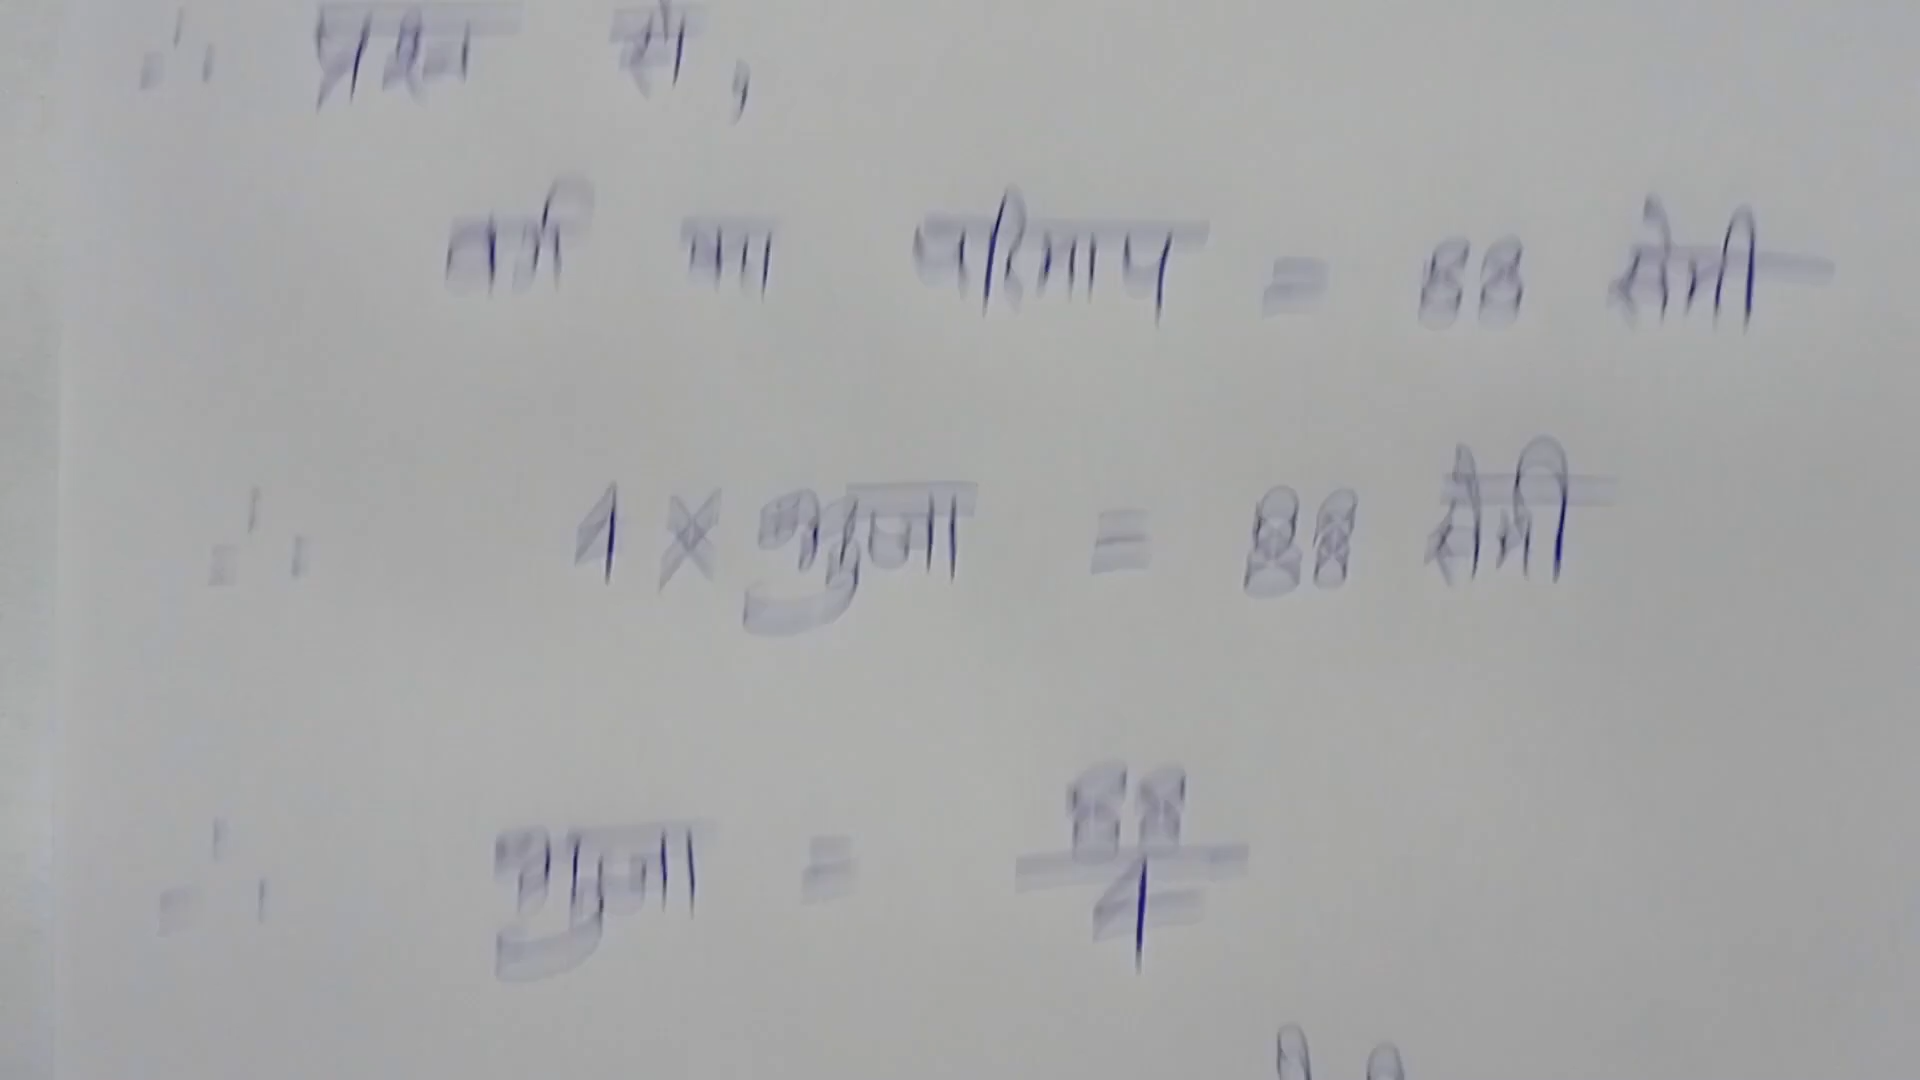 ∴ प्रश्न से,
वर्ग का परिमाप = 88 सेमी
∴ 4 × भुजा = 88 सेमी
∴ भुजा = 88/4